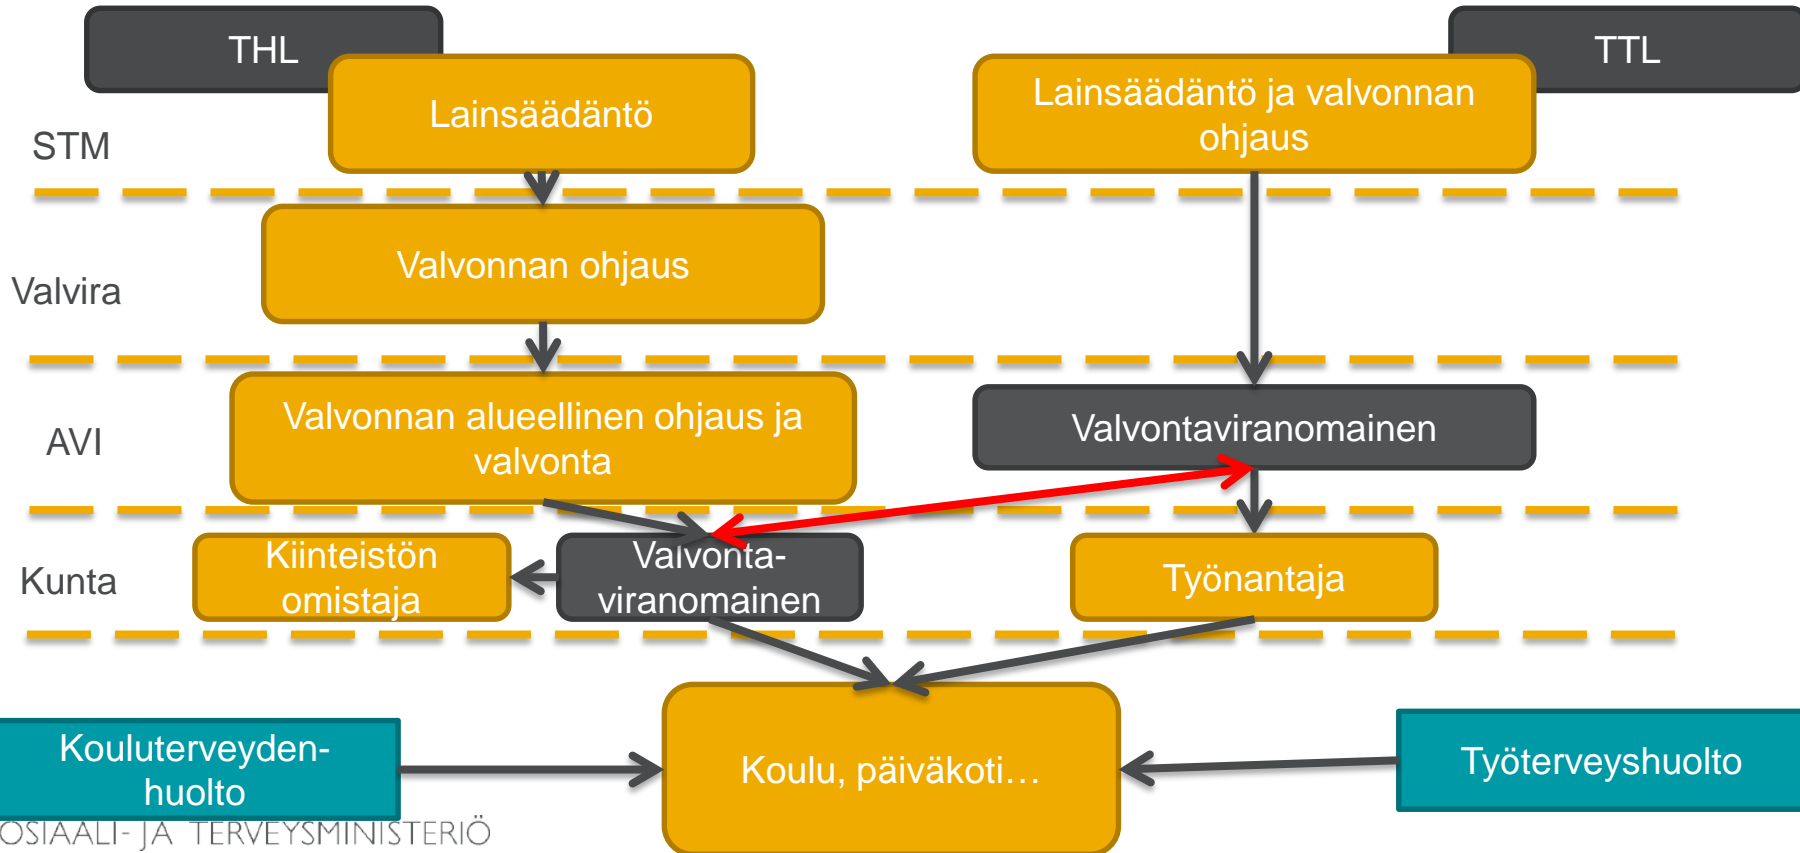 THL
TTL
Lainsäädäntö
Lainsäädäntö ja valvonnan
ohjaus
STM
Valvonnan ohjaus
Valvira
Valvonnan alueellinen ohjaus ja
valvonta
Valvontaviranomainen
AVI
Kiinteistön
omistaja
Valvonta-
viranomainen
Työnantaja
Kunta
Kouluterveyden-
huolto
Koulu, päiväkoti…
Työterveyshuolto
OSIAALI- JA TERVEYSMINISTERIÖ